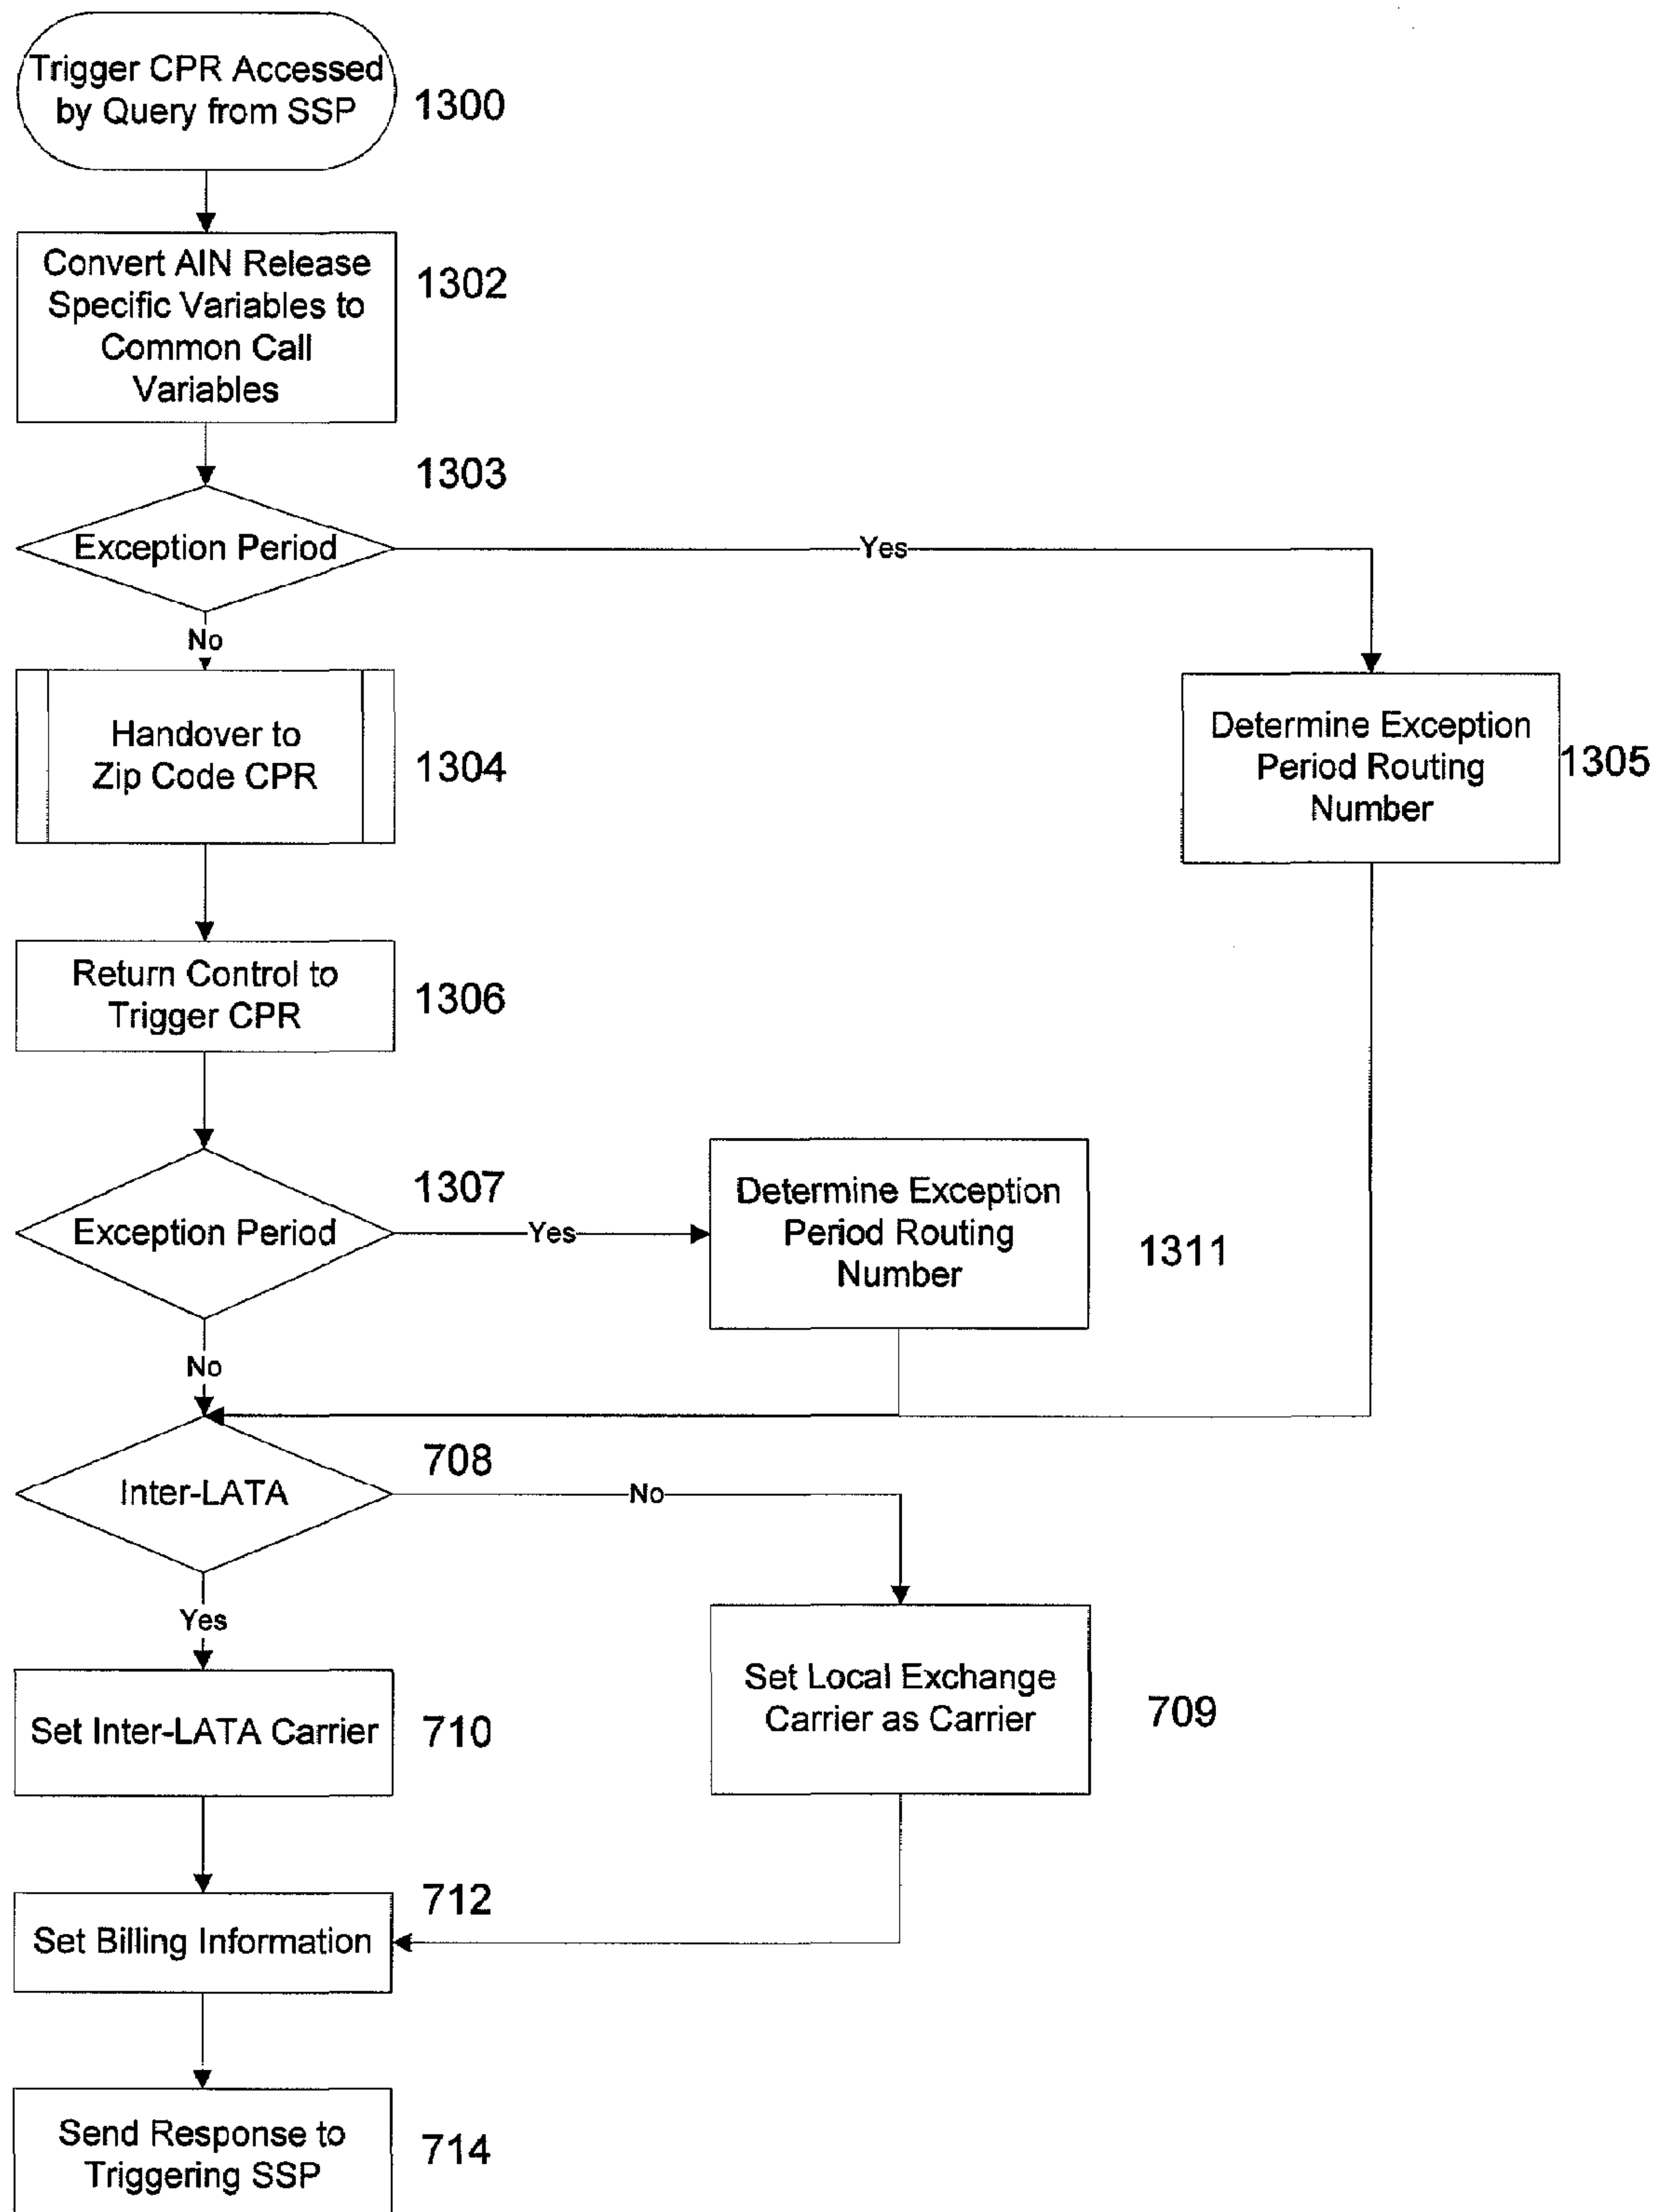 Trigger CPR Accessed
by Query from SSP
1300
Convert AIN Release
Specific Variables to
Common Call
Variables
1302
1303
Exception Period
Yes
No
Handover to
Zip Code CPR
1304
Determine Exception
Period Routing
Number
1305
Return Control to
Trigger CPR
1306
1307
Exception Period
Yes
Determine Exception
Period Routing
Number
1311
No
708
Inter-LATA
No
Yes
Set Inter-LATA Carrier
710
Set Local Exchange
Carrier as Carrier
709
712
Set Billing Information
Send Response to
Triggering SSP
714